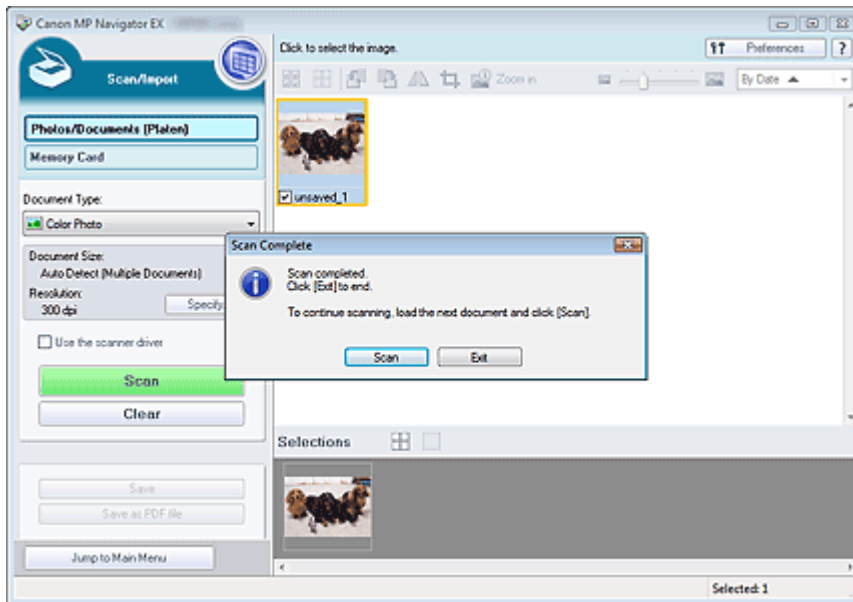 Canon MP Navigator EX
Scan/Import
Photos/Documents (Platen)
Memory Card
Document Type:
Color Photo
Document Size:
Auto Detect (Multiple Documents)
Resolution:
300 dpi
Specify
Use the scanner driver
Scan
Clear
Save
Save as PDF file
Jump to Main Menu
Click to select the image.
Preferences
?
Zoom in
By Date
unsaved_1
Scan Complete
Scan completed.
Click [Exit] to end.
To continue scanning, load the next document and click [Scan].
Scan
Exit
Selections
Selected: 1